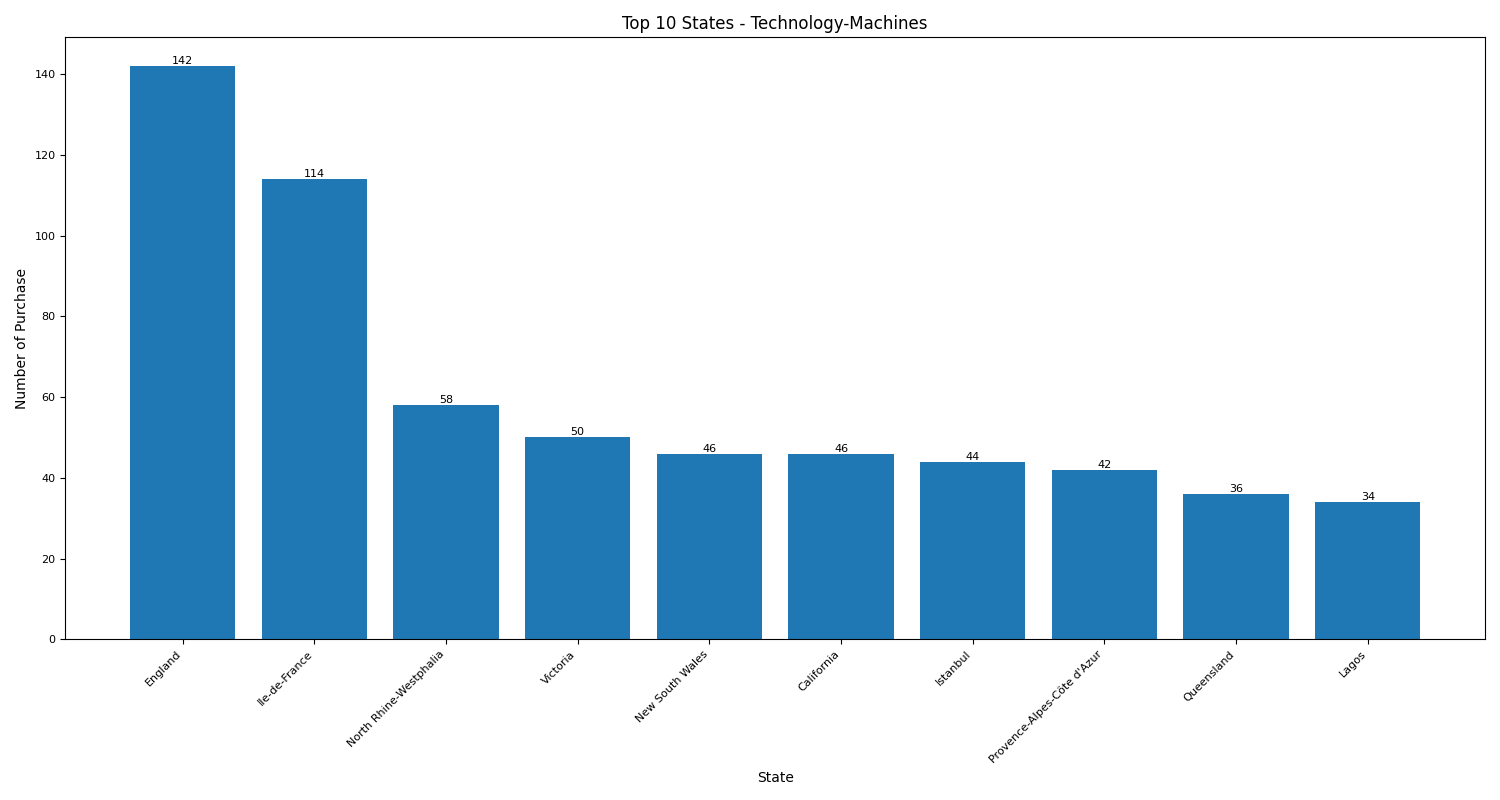 Top 10 States - Technology-Machines
Number of Purchase
140
120
100
80
60
40
20
0
142
114
58
50
46
46
44
42
36
34
England
Ile-de-France
North Rhine-Westphalia
Victoria
New South Wales
California
Istanbul
Provence-Alpes-Côte d'Azur
Queensland
Lagos
State